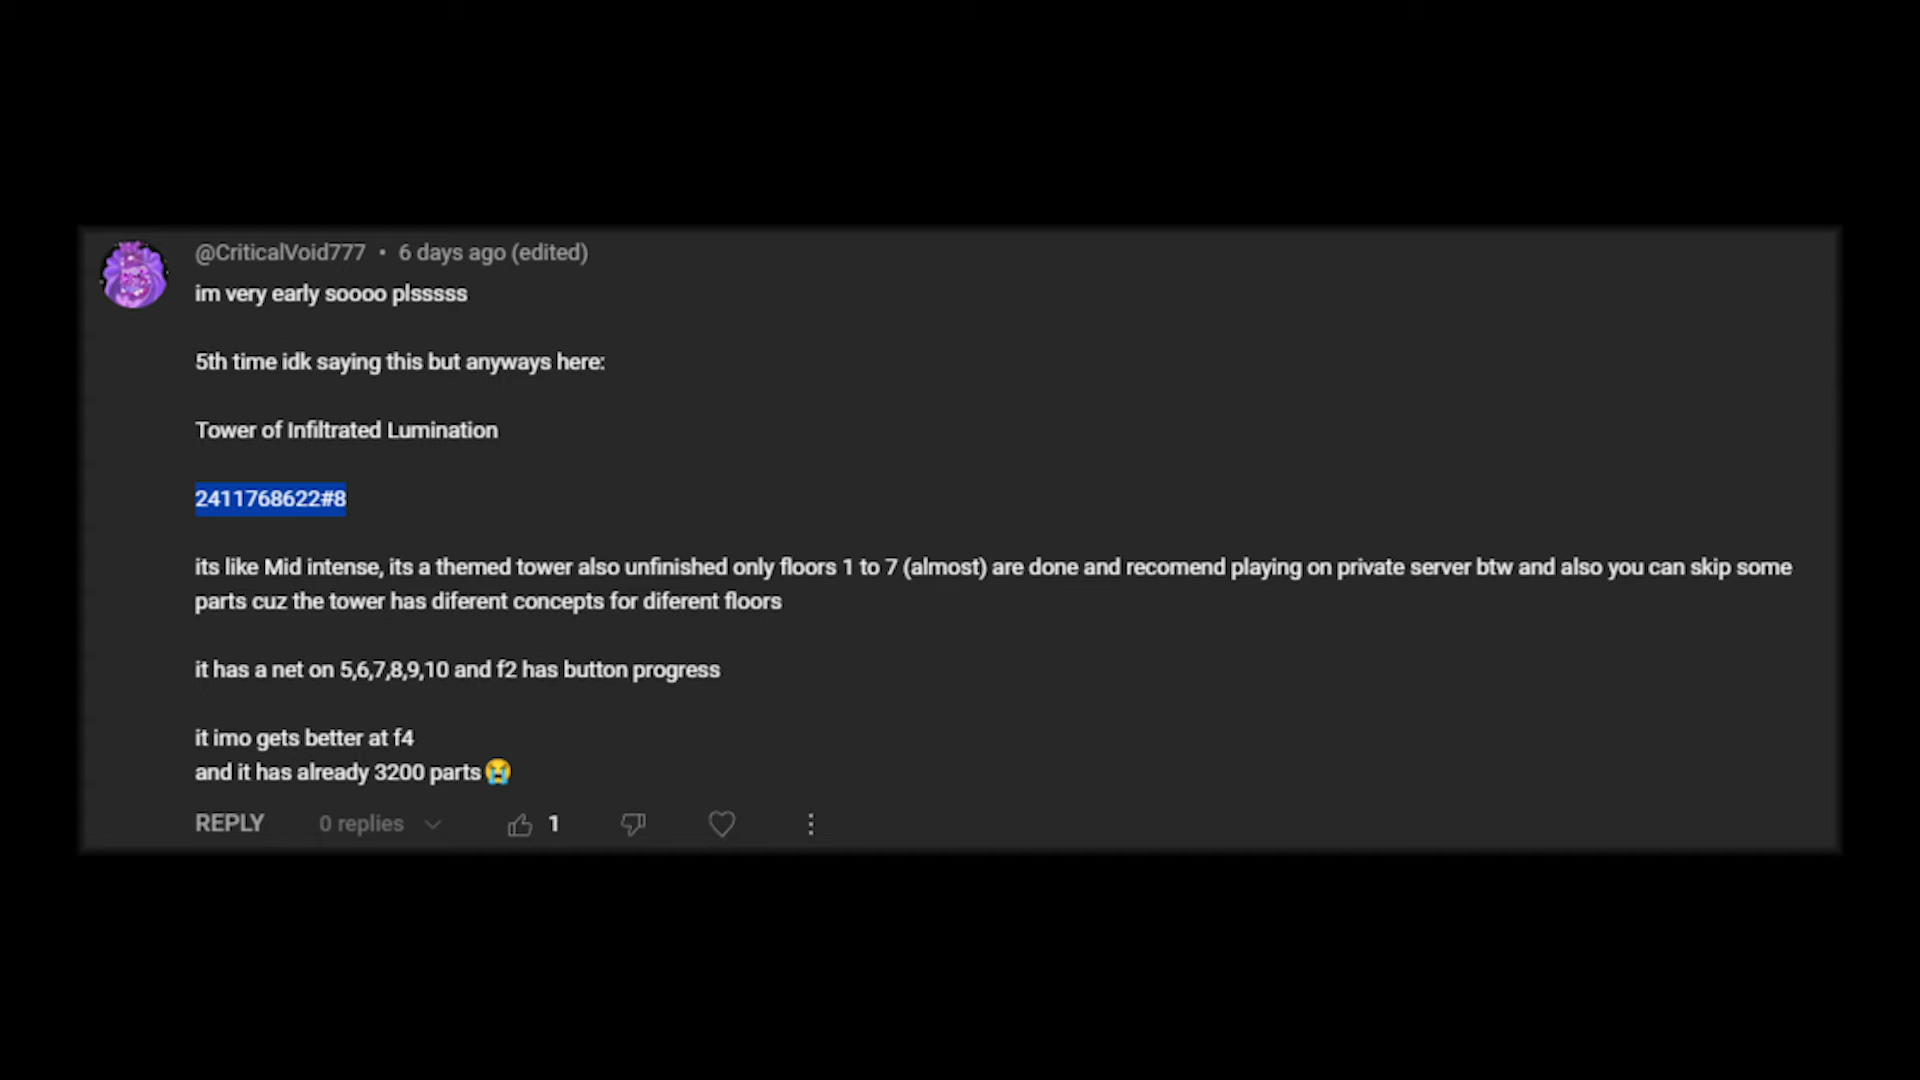 @CriticalVoid777 • 6 days ago (edited)
im very early soooo plsssss
5th time idk saying this but anyways here:
Tower of Infiltrated Lumination
2411768622#8
its like Mid intense, its a themed tower also unfinished only floors 1 to 7 (almost) are done and recomend playing on private server btw and also you can skip some
parts cuz the tower has diferent concepts for diferent floors
it has a net on 5,6,7,8,9,10 and f2 has button progress
it imo gets better at f4
and it has already 3200 parts😭
REPLY 0 replies 1